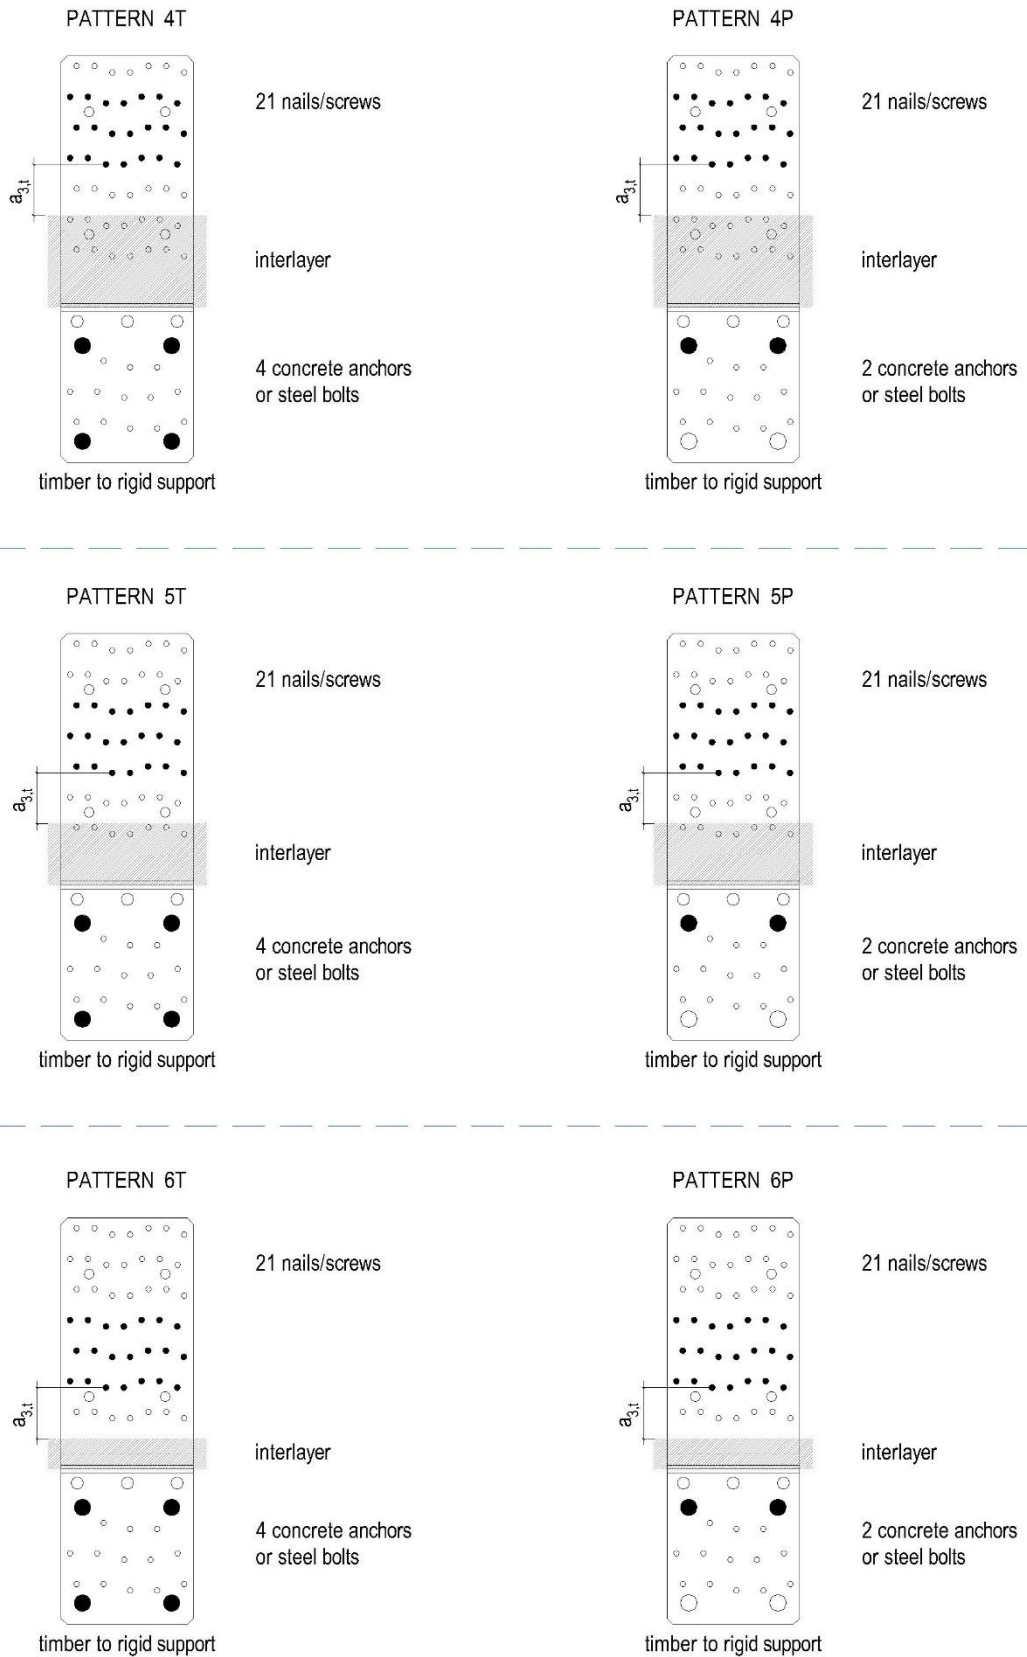 PATTERN 4T
21 nails/screws
a3,t
interlayer
4 concrete anchors
or steel bolts
timber to rigid support
PATTERN 4P
21 nails/screws
a3,t
interlayer
2 concrete anchors
or steel bolts
timber to rigid support
PATTERN 5T
21 nails/screws
a3,t
interlayer
4 concrete anchors
or steel bolts
timber to rigid support
PATTERN 5P
21 nails/screws
a3,t
interlayer
2 concrete anchors
or steel bolts
timber to rigid support
PATTERN 6T
21 nails/screws
a3,t
interlayer
4 concrete anchors
or steel bolts
timber to rigid support
PATTERN 6P
21 nails/screws
a3,t
interlayer
2 concrete anchors
or steel bolts
timber to rigid support